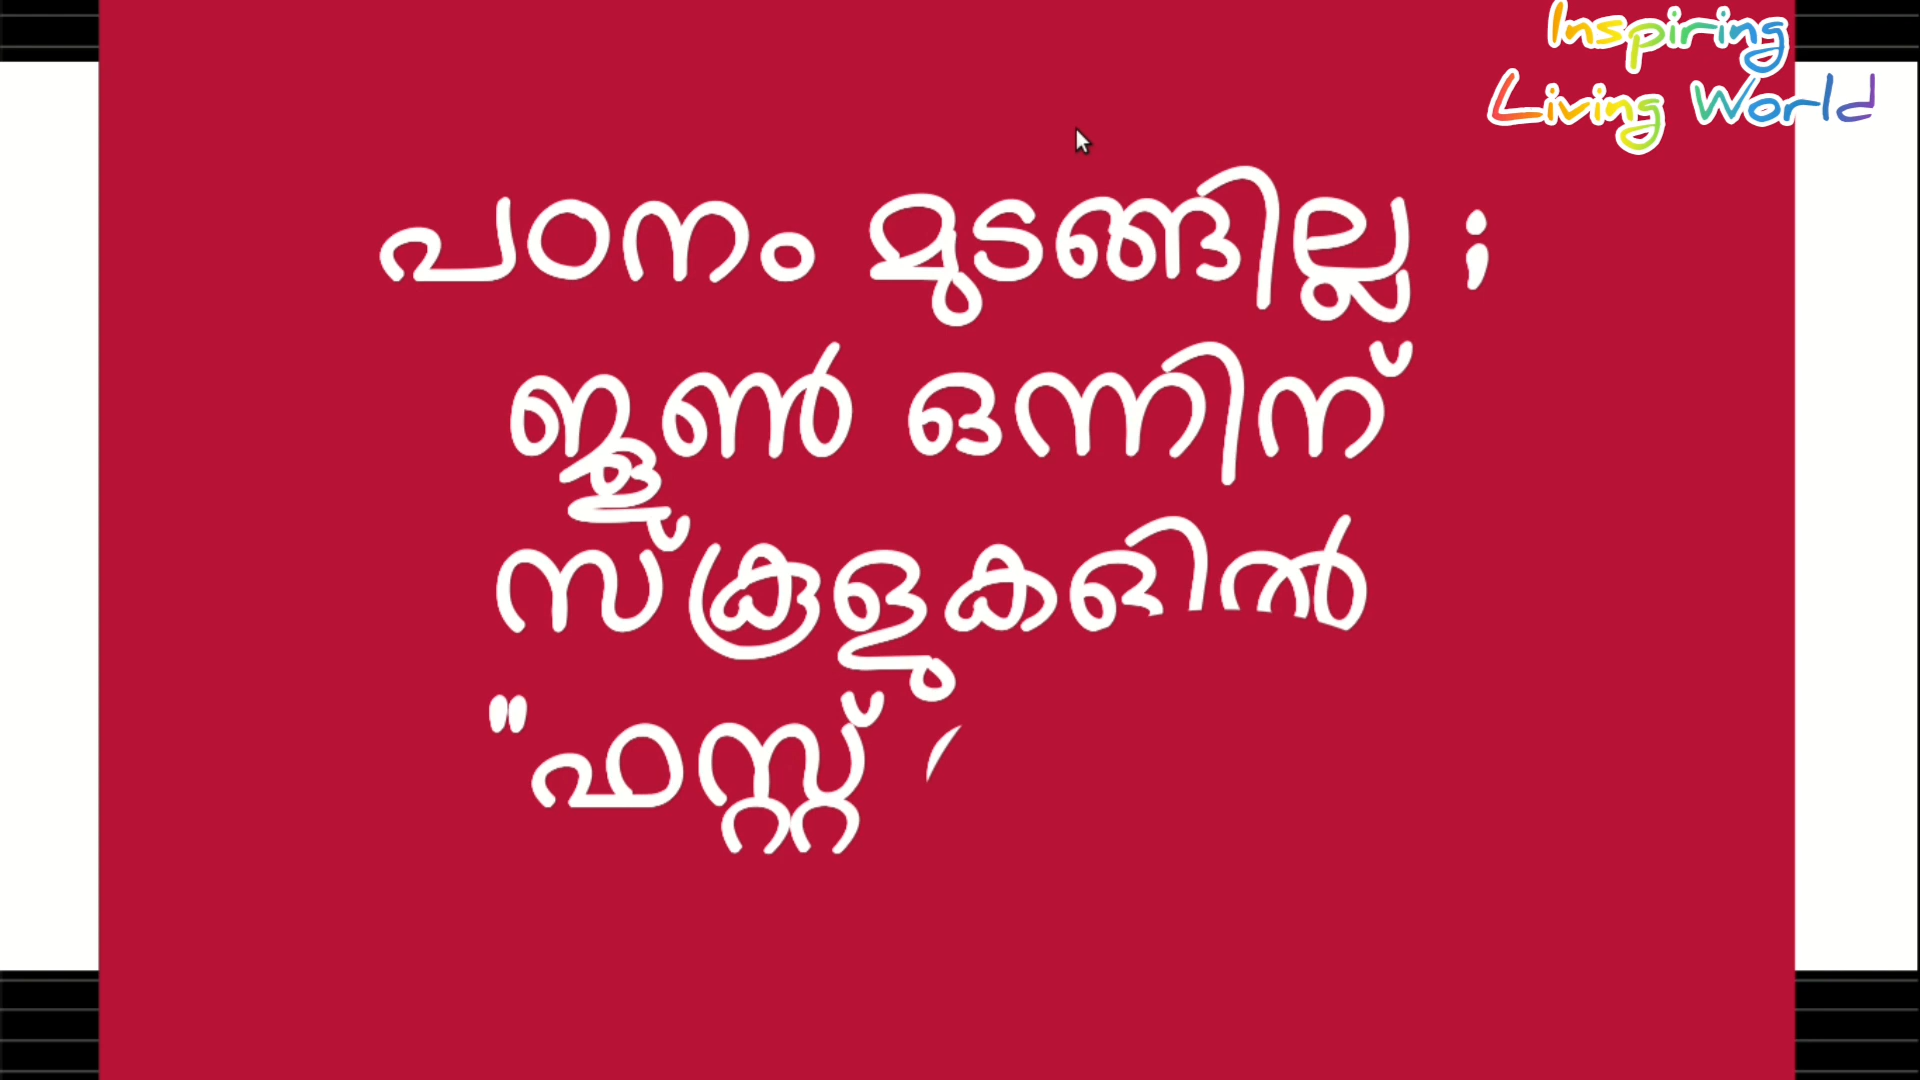 Inspiring
Living World
പഠനം മുടങ്ങില്ല ;
ജൂൺ ഒന്നിന്
സ്കൂളുകളിൽ
"ഫസ്റ്റ്